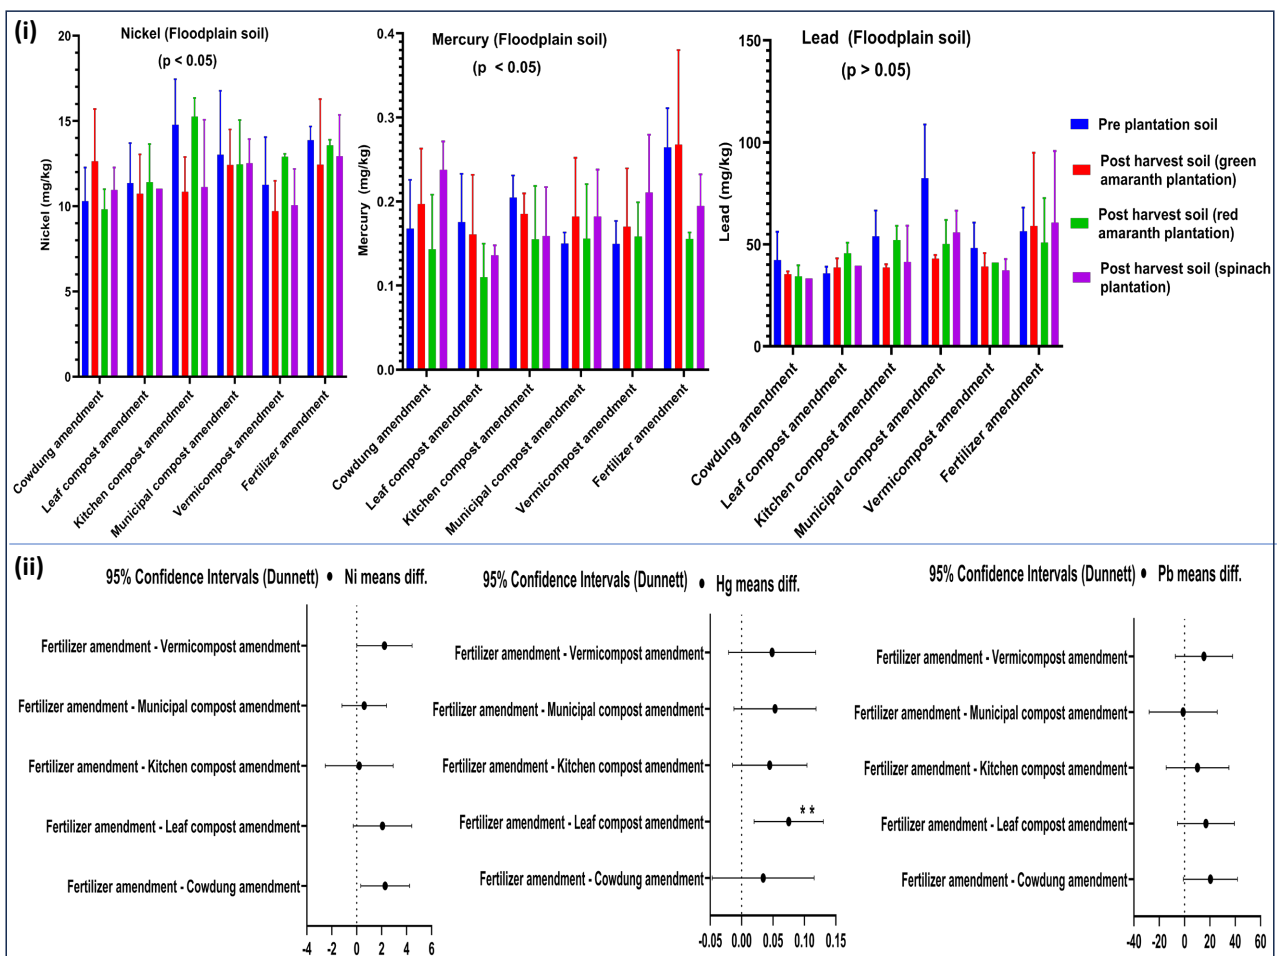 (i)
Nickel (Floodplain soil)
(p < 0.05)
Nickel (mg/kg)
20
15
10
5
0
Cowdung amendment
Leaf compost amendment
Kitchen compost amendment
Municipal compost amendment
Vermicompost amendment
Fertilizer amendment
Mercury (Floodplain soil)
(p < 0.05)
Mercury (mg/kg)
0.4
0.3
0.2
0.1
0.0
Cowdung amendment
Leaf compost amendment
Kitchen compost amendment
Municipal compost amendment
Vermicompost amendment
Fertilizer amendment
Lead (Floodplain soil)
(p > 0.05)
Lead (mg/kg)
150
100
50
0
Cowdung amendment
Leaf compost amendment
Kitchen compost amendment
Municipal compost amendment
Vermicompost amendment
Fertilizer amendment
Pre plantation soil
Post harvest soil (green
amaranth plantation)
Post harvest soil (red
amaranth plantation)
Post harvest soil (spinach
plantation)
(ii)
95% Confidence Intervals (Dunnett) • Ni means diff.
Fertilizer amendment - Vermicompost amendment
Fertilizer amendment - Municipal compost amendment
Fertilizer amendment - Kitchen compost amendment
Fertilizer amendment - Leaf compost amendment
Fertilizer amendment - Cowdung amendment
-4 -2 0 2 4 6
95% Confidence Intervals (Dunnett) • Hg means diff.
Fertilizer amendment - Vermicompost amendment
Fertilizer amendment - Municipal compost amendment
Fertilizer amendment - Kitchen compost amendment
**
Fertilizer amendment - Leaf compost amendment
Fertilizer amendment - Cowdung amendment
-0.05 0.00 0.05 0.10 0.15
95% Confidence Intervals (Dunnett) • Pb means diff.
Fertilizer amendment - Vermicompost amendment
Fertilizer amendment - Municipal compost amendment
Fertilizer amendment - Kitchen compost amendment
Fertilizer amendment - Leaf compost amendment
Fertilizer amendment - Cowdung amendment
-40 -20 0 20 40 60